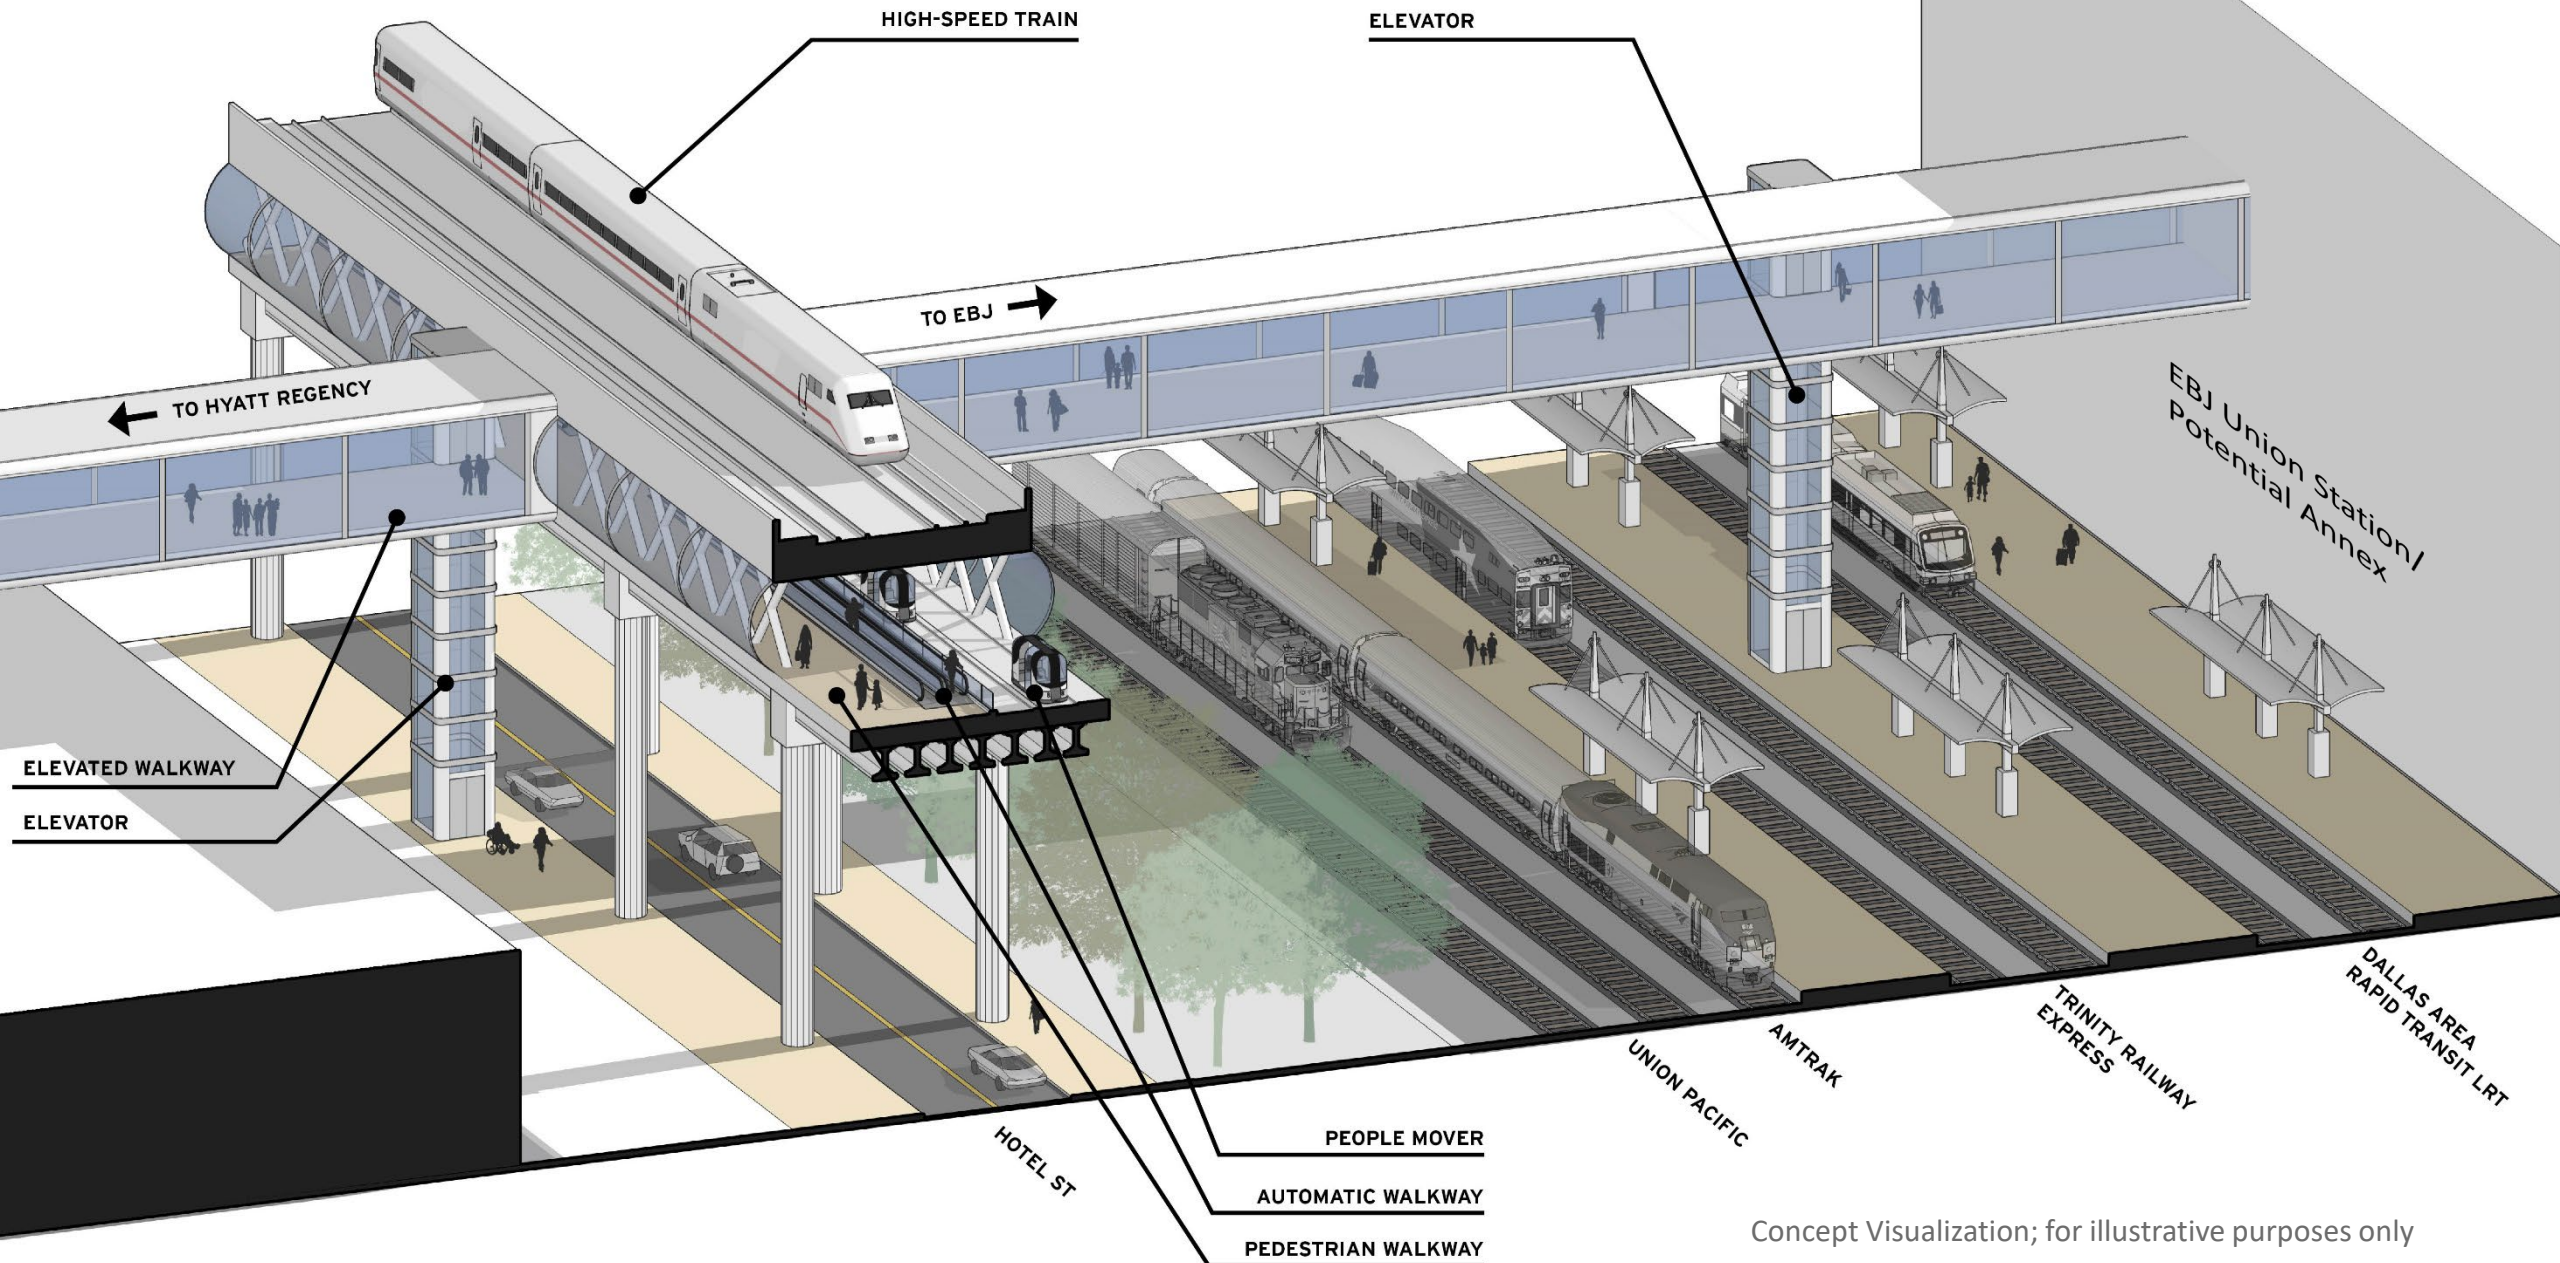 HIGH-SPEED TRAIN
ELEVATOR
TO EBJ
TO HYATT REGENCY
EBJ Union Station/
Potential Annex
ELEVATED WALKWAY
ELEVATOR
DALLAS AREA
RAPID TRANSIT LRT
TRINITY RAILWAY
EXPRESS
AMTRAK
UNION PACIFIC
HOTEL ST
PEOPLE MOVER
AUTOMATIC WALKWAY
PEDESTRIAN WALKWAY
Concept Visualization; for illustrative purposes only